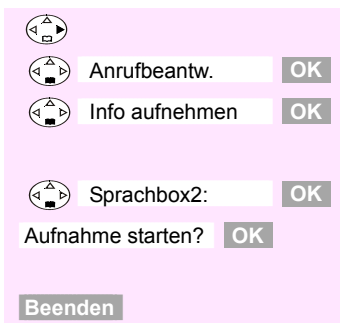 Anrufbeantw. OK
Info aufnehmen OK
Sprachbox2: OK
Aufnahme starten? OK
Beenden